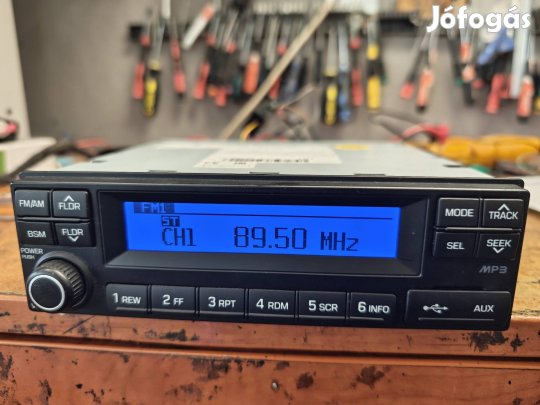 Jófogás
FM/AM
FLDR
BSM
FLDR
POWER
PUSH
FM1
ST
CH1 89.50 MHz
MODE
TRACK
SEL
SEEK
MP3
1 REW
2 FF
3 RPT
4 RDM
5 SCR
6 INFO
AUX